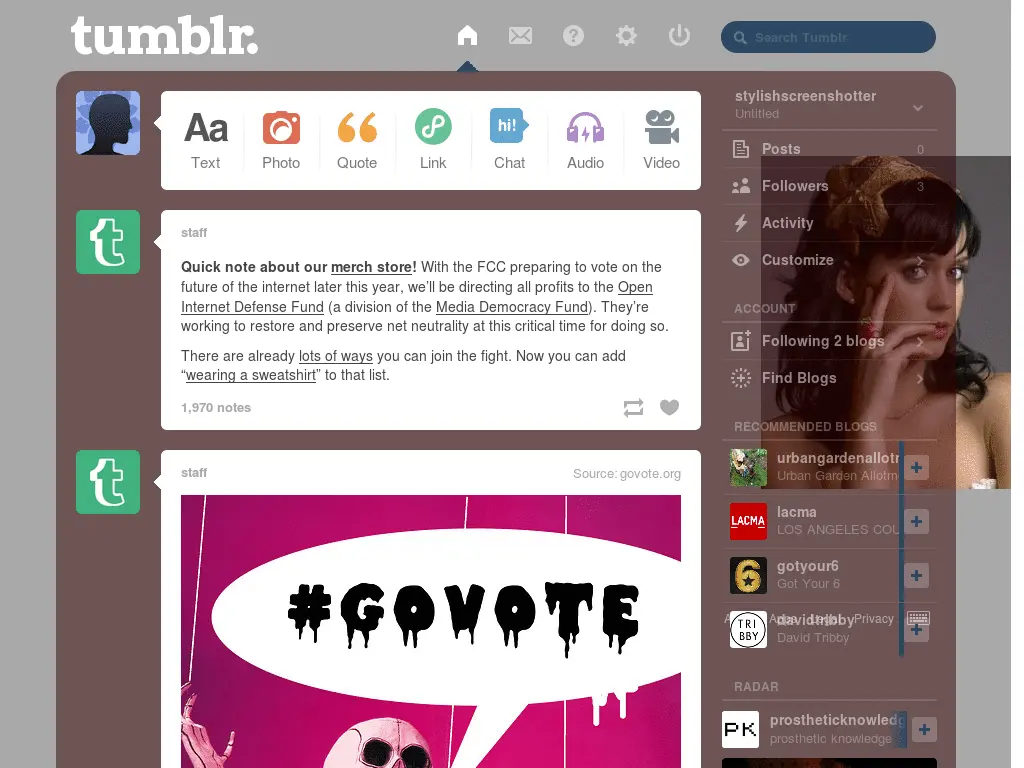 tumblr.
Search Tumblr
Aa
hi!
Text
Photo
Quote
Link
Chat
Audio
Video
staff
Quick note about our merch store! With the FCC preparing to vote on the
future of the internet later this year, we’ll be directing all profits to the Open
Internet Defense Fund (a division of the Media Democracy Fund). They’re
working to restore and preserve net neutrality at this critical time for doing so.
There are already lots of ways you can join the fight. Now you can add
“wearing a sweatshirt” to that list.
1,970 notes
staff
Source: govote.org
#GOVOTE
stylishscreenshotter
Untitled
Posts 0
Followers 3
Activity
Customize
ACCOUNT
Following 2 blogs
Find Blogs
RECOMMENDED BLOGS
urbangardenallotm
Urban Garden Allotm
LACMA
lacma
LOS ANGELES COU
6
gotyour6
Got Your 6
TRI
BBY
davidtribby
David Tribby
Legal Privacy
RADAR
PK
prostheticknowledg
prosthetic knowledge